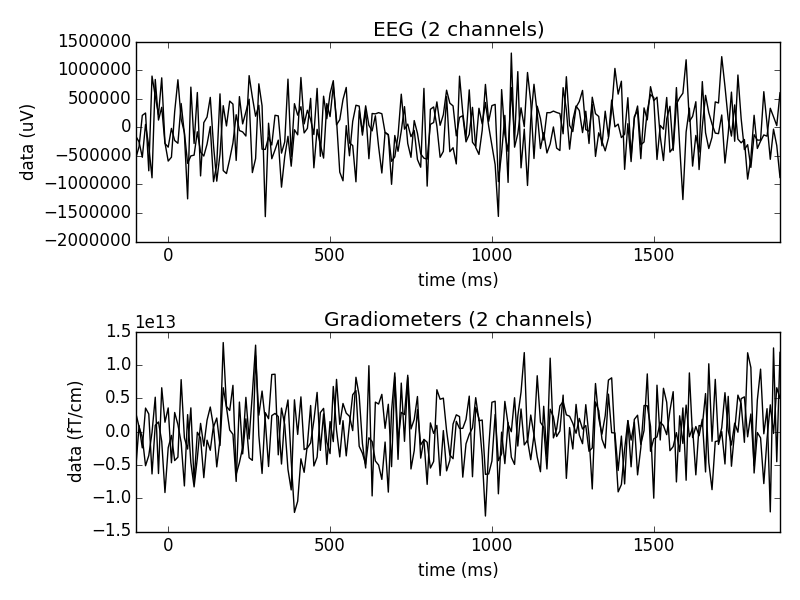 EEG (2 channels)
1500000
1000000
500000
0
−500000
−1000000
−1500000
−2000000
data (uV)
0 500 1000 1500
time (ms)
1e13
Gradiometers (2 channels)
1.5
1.0
0.5
0.0
−0.5
−1.0
−1.5
data (fT/cm)
0 500 1000 1500
time (ms)